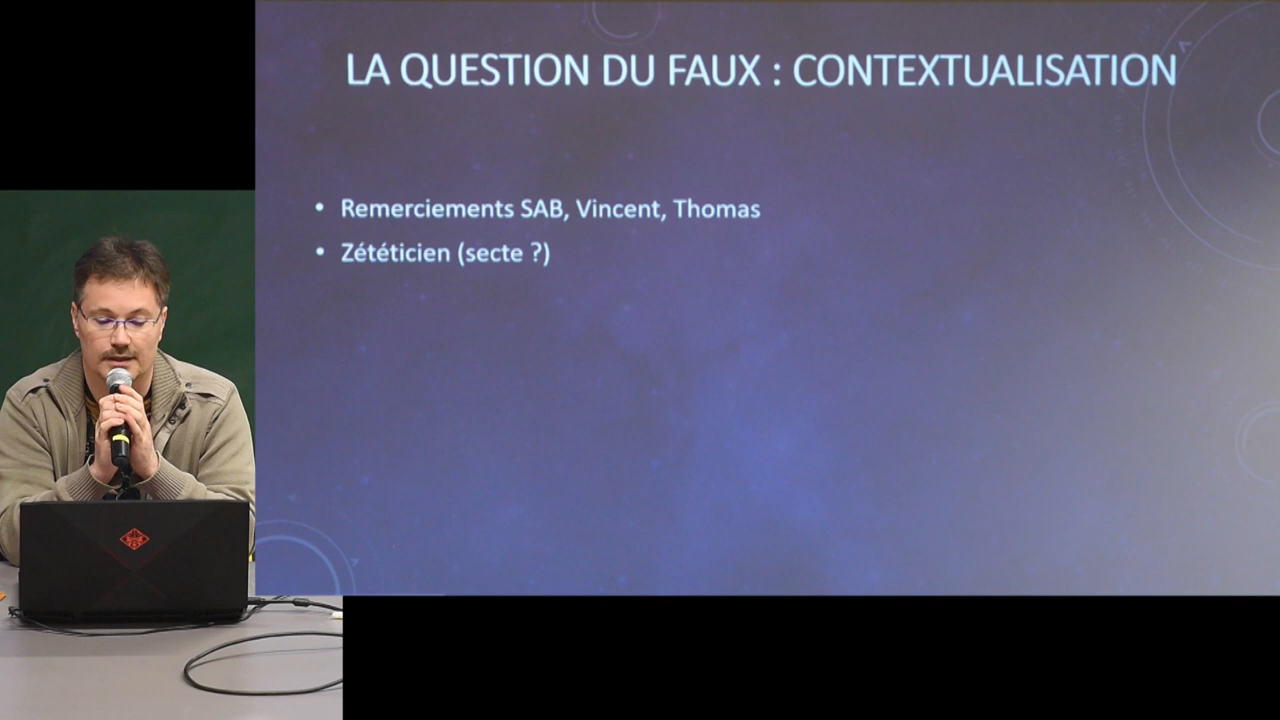 LA QUESTION DU FAUX : CONTEXTUALISATION
• Remerciements SAB, Vincent, Thomas
• Zététicien (secte ?)